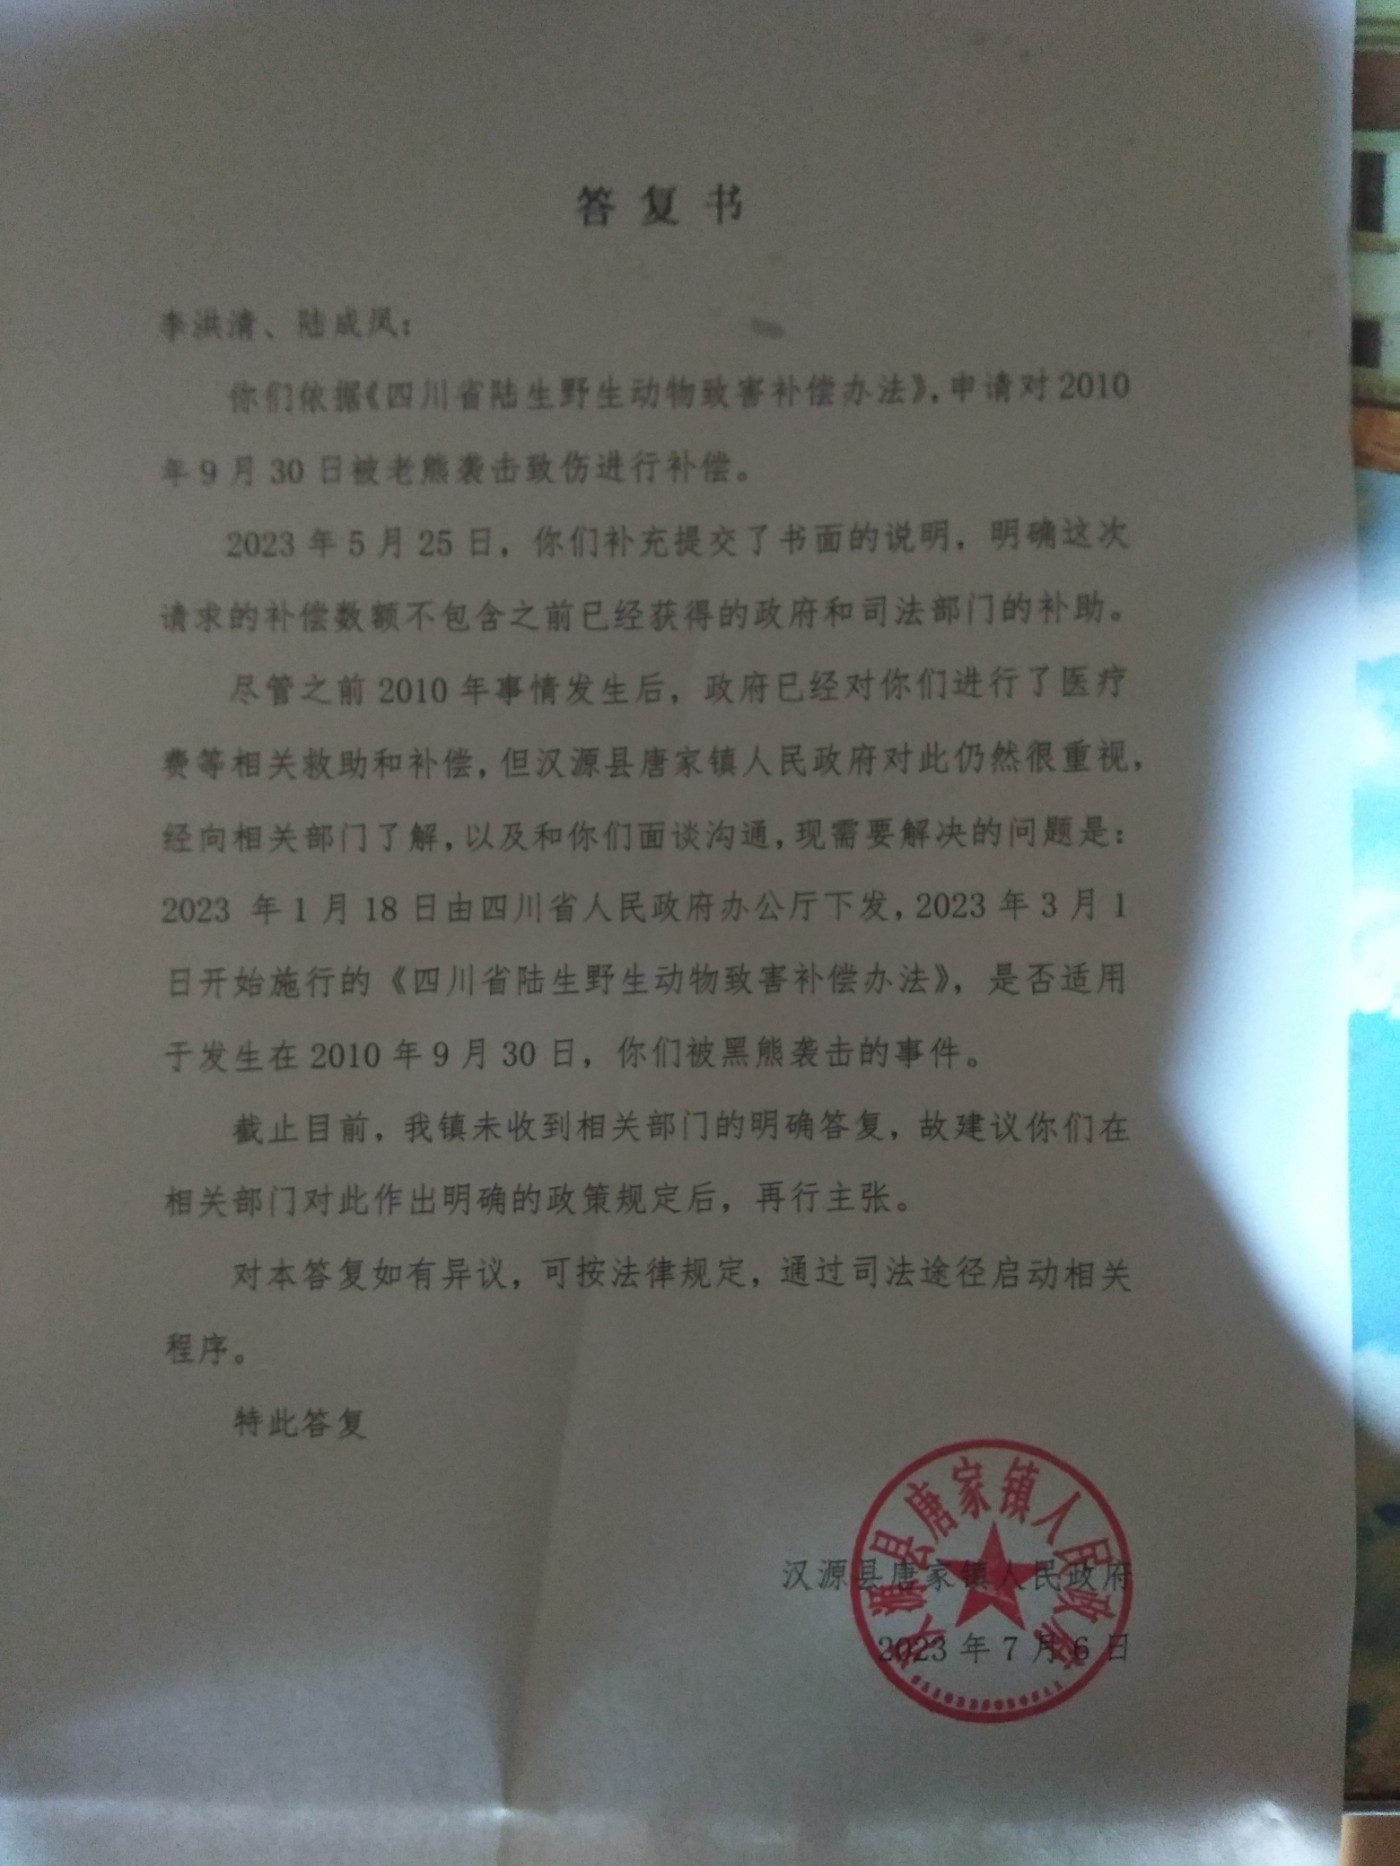 答复书
李洪清、陆成凤：
你们依据《四川省陆生野生动物致害补偿办法》，申请对2010
年9月30日被老熊袭击致伤进行补偿。
2023年5月25日，你们补充提交了书面的说明，明确这次
请求的补偿数额不包含之前已经获得的政府和司法部门的补助。
尽管之前2010年事情发生后，政府已经对你们进行了医疗
费等相关救助和补偿，但汉源县唐家镇人民政府对此仍然很重视，
经向相关部门了解，以及和你们面谈沟通，现需要解决的问题是：
2023 年1月18日由四川省人民政府办公厅下发，2023年3月1
日开始施行的《四川省陆生野生动物致害补偿办法》，是否适用
于发生在2010年9月30日，你们被黑熊袭击的事件。
截止目前，我镇未收到相关部门的明确答复，故建议你们在
相关部门对此作出明确的政策规定后，再行主张。
对本答复如有异议，可按法律规定，通过司法途径启动相关
程序。
特此答复
汉源县唐家镇人民政府
2023年7月6日
汉源县唐家镇人民政府